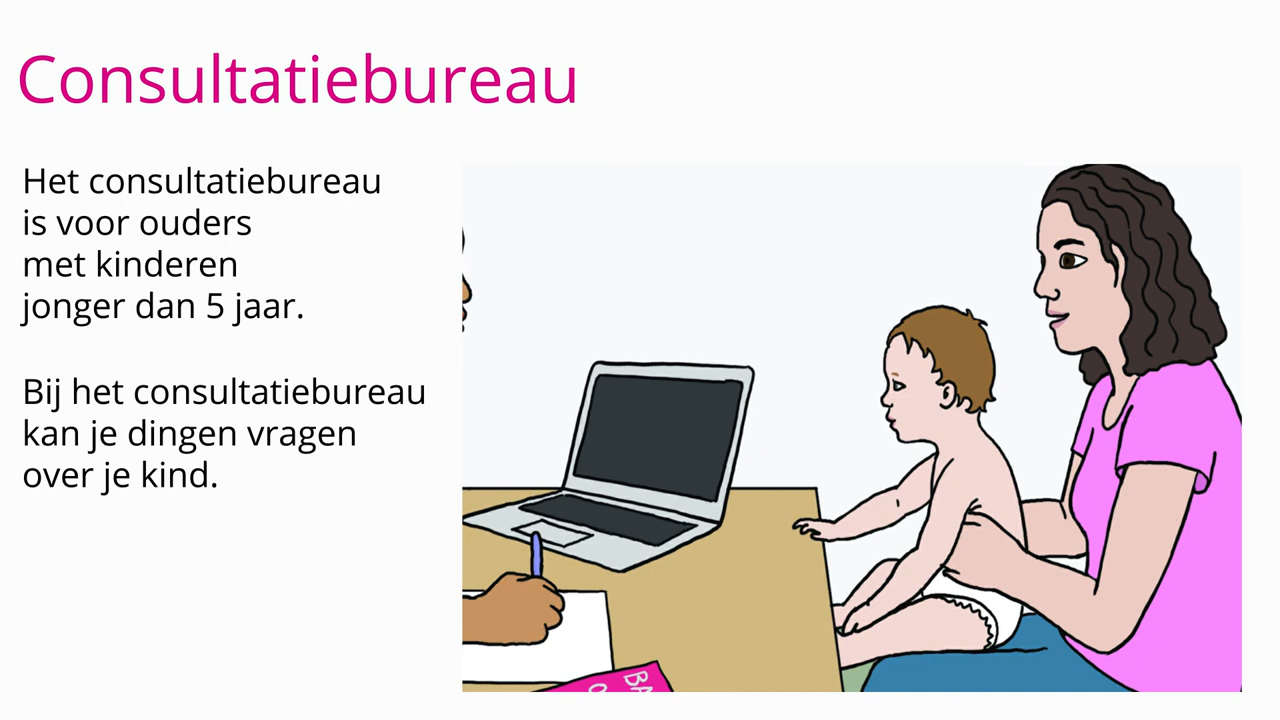 Consultatiebureau
Het consultatiebureau
is voor ouders
met kinderen
jonger dan 5 jaar.
Bij het consultatiebureau
kan je dingen vragen
over je kind.